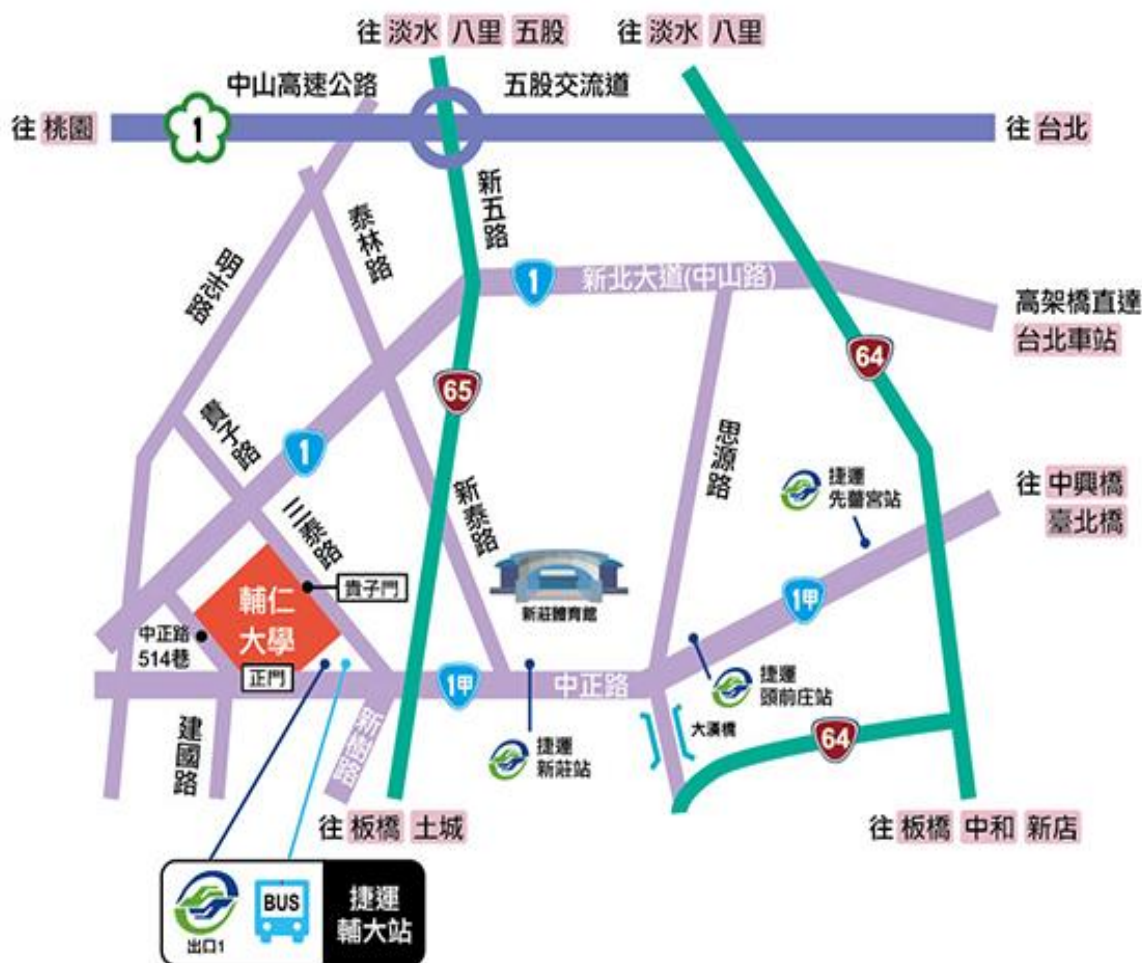 往 淡水 八里 五股
往 淡水 八里
中山高速公路
五股交流道
往 桃園
1
往 台北
新五路
泰林路
明志路
1
新北大道(中山路)
高架橋直達
台北車站
64
65
貴子路
1
思源路
捷運
先嗇宮站
往 中興橋
臺北橋
新泰路
三泰路
新莊體育館
1甲
貴子門
輔仁
大學
中正路
514巷
正門
1甲
中正路
捷運
頭前庄站
大漢橋
64
捷運
新莊站
建國路
新樹路
往 板橋 土城
往 板橋 中和 新店
BUS
出口1
捷運
輔大站